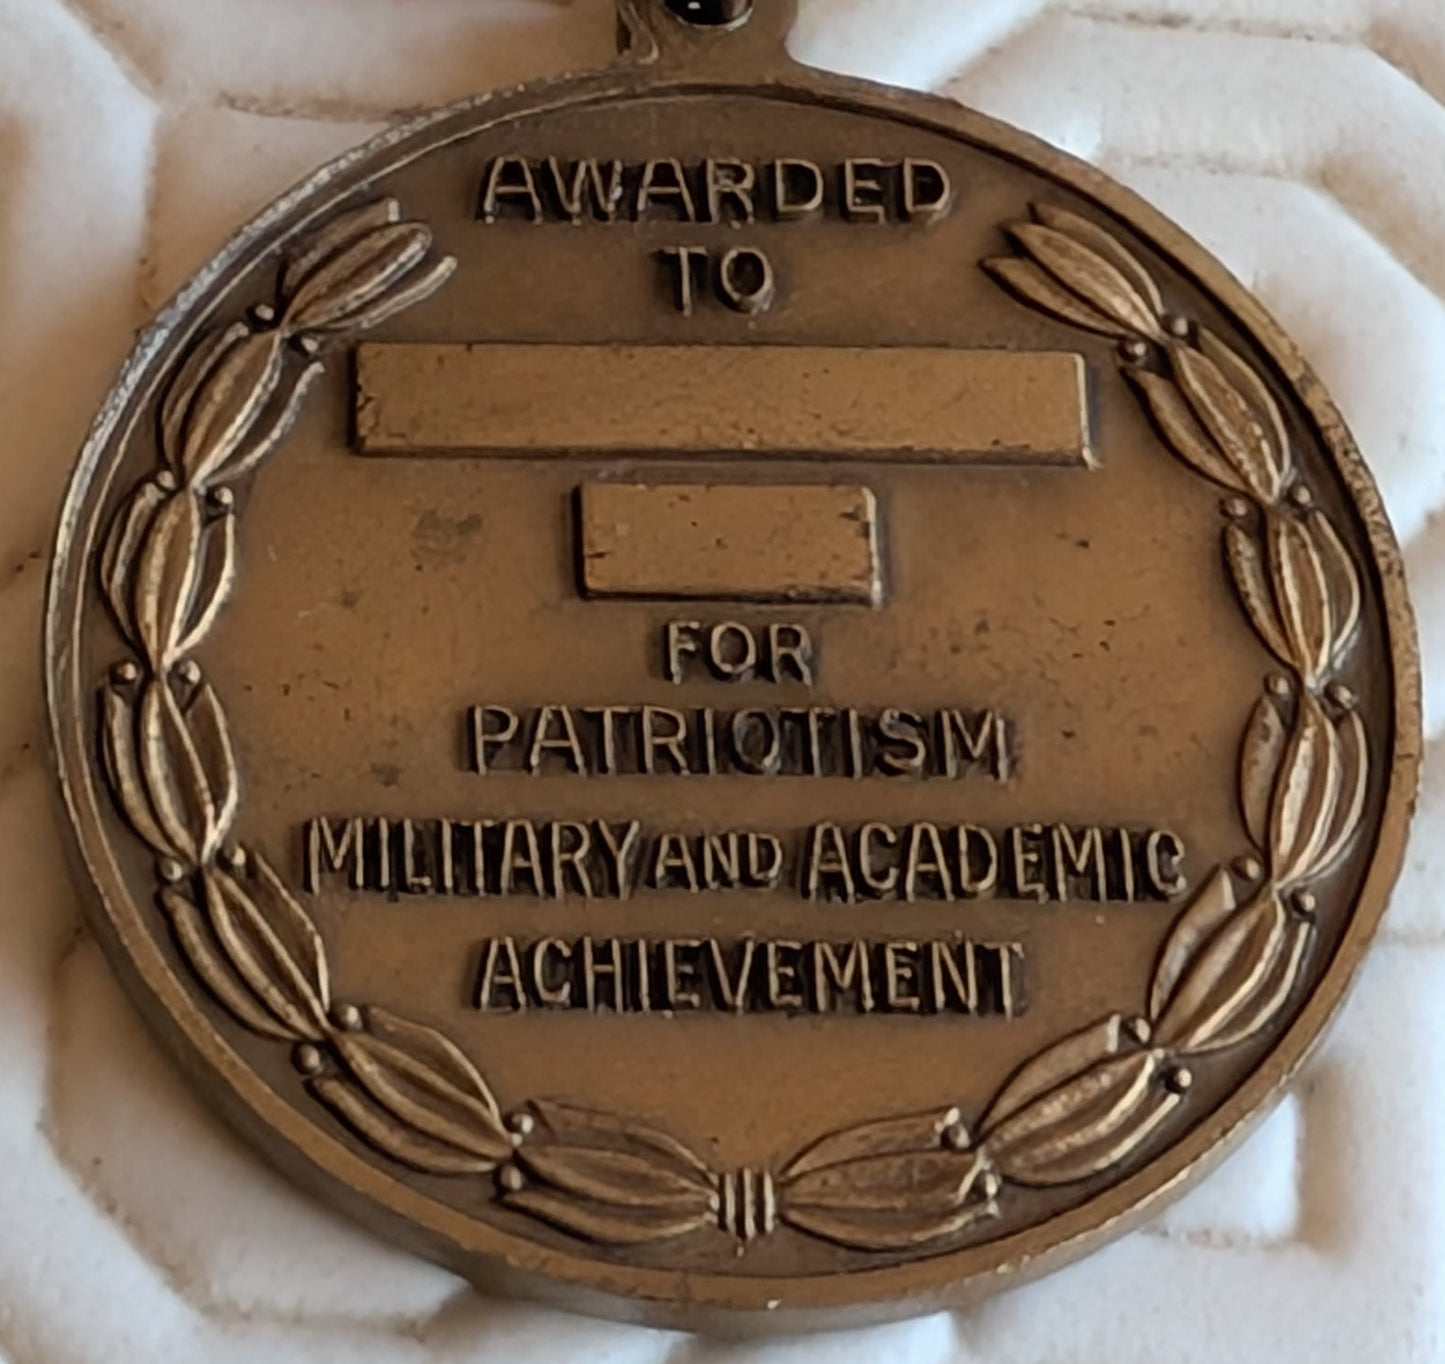 AWARDED
TO
FOR
PATRIOTISM
MILITARY AND ACADEMIC
ACHIEVEMENT